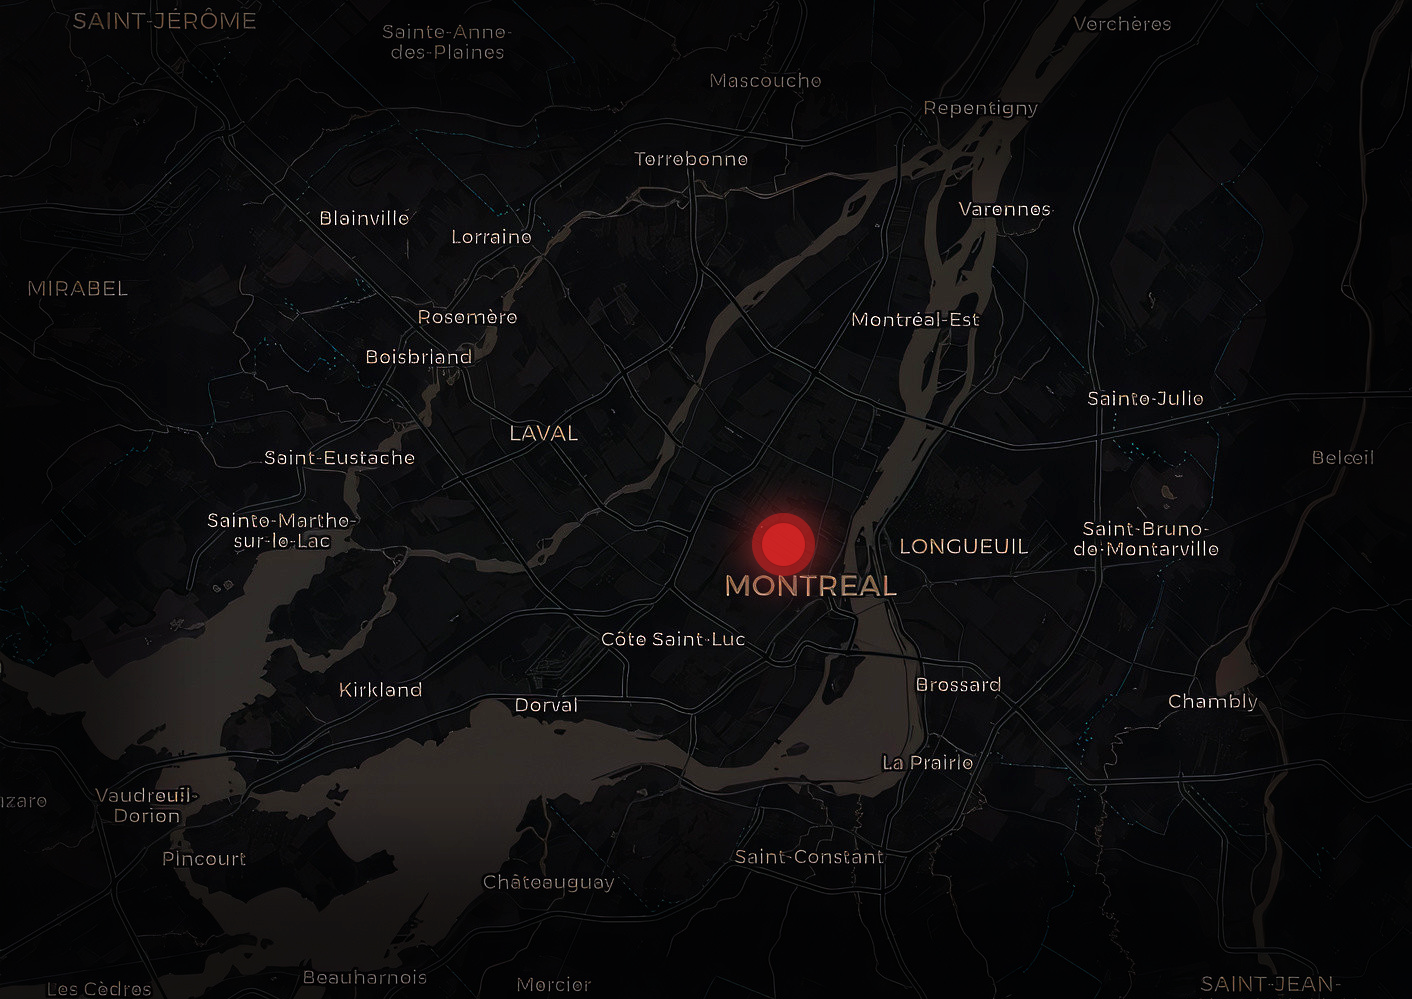 SAINT-JÉRÔME
Sainte-Anne-
des-Plaines
Verchères
Mascouche
Repentigny
Terrebonne
Blainville
Varennes
Lorraine
MIRABEL
Rosemère
Montréal-Est
Boisbriand
Sainte-Julie
LAVAL
Saint-Eustache
Belœil
Sainte-Marthe-
sur-le-Lac
Saint-Bruno-
de-Montarville
LONGUEUIL
MONTREAL
Côte Saint-Luc
Kirkland
Brossard
Dorval
Chambly
La Prairie
Vaudreuil-
Dorion
Pincourt
Saint-Constant
Châteauguay
Beauharnois
Mercier
Les Cèdres
SAINT-JEAN-